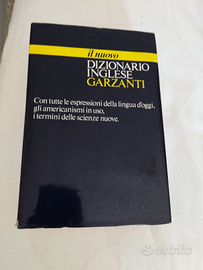 il nuovo
DIZIONARIO
INGLESE
GARZANTI
Con tutte le espressioni della lingua d'oggi,
gli americanismi in uso,
i termini delle scienze nuove.
subito